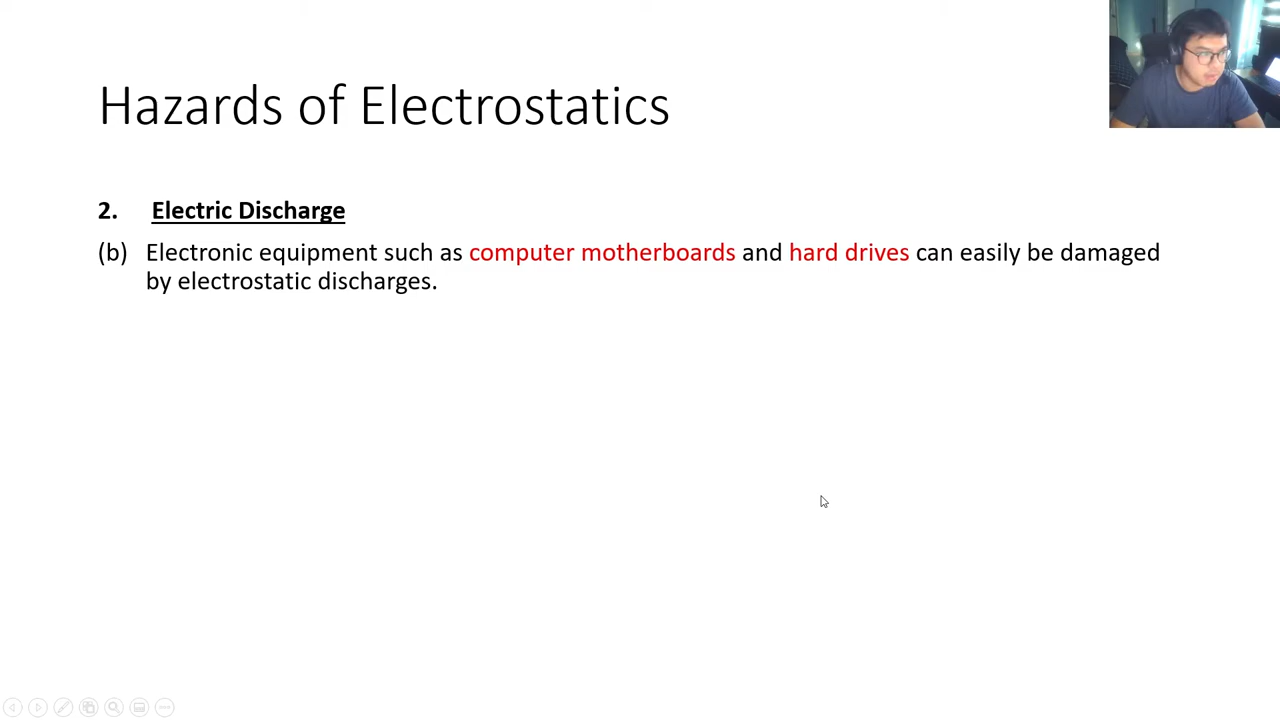 Hazards of Electrostatics
2. Electric Discharge
(b) Electronic equipment such as computer motherboards and hard drives can easily be damaged
by electrostatic discharges.